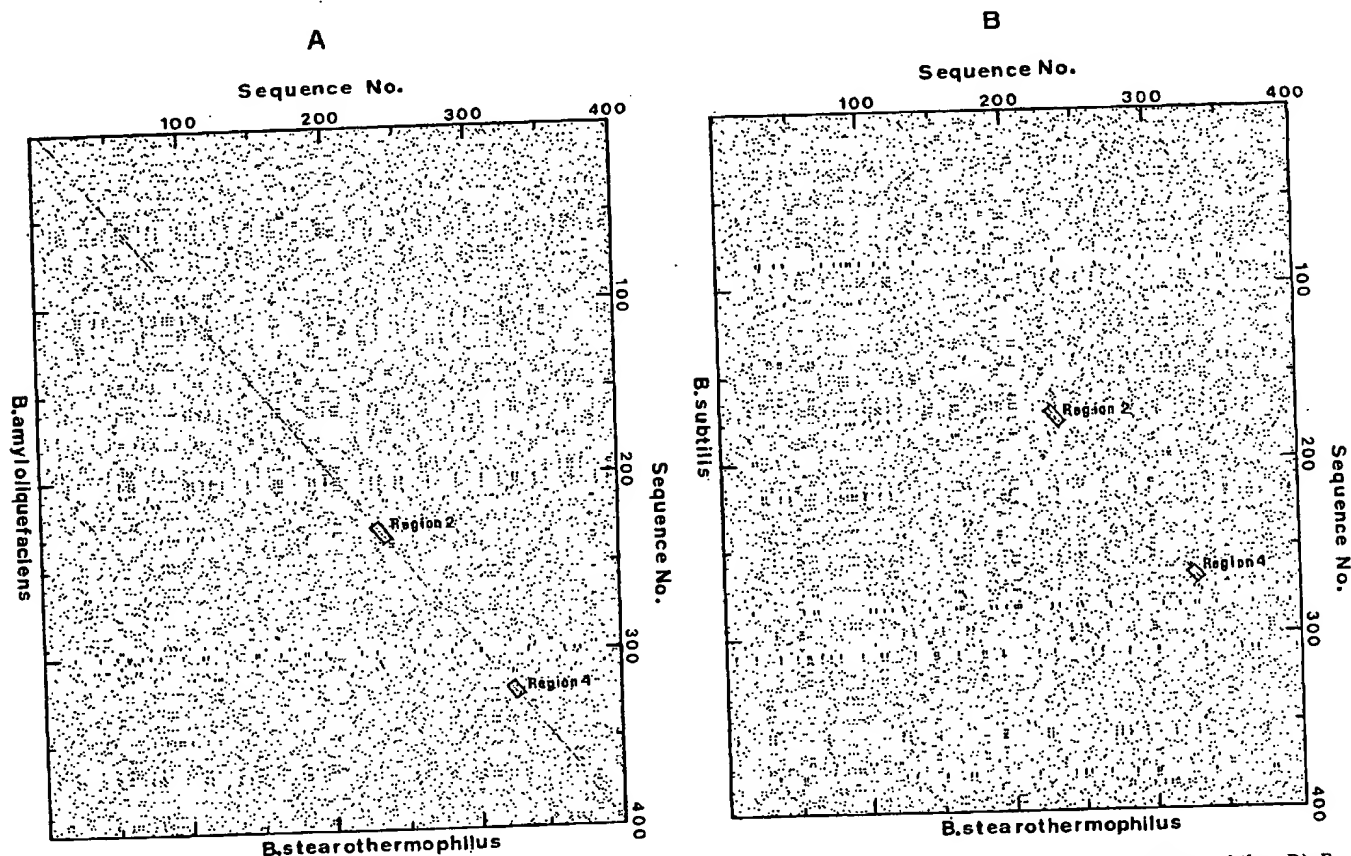 A
Sequence No.
100 200 300 400
B.amyloliquefaciens
Region 2
Region 4
100
200
300
400
Sequence No.
B.stearothermophilus
B
Sequence No.
100 200 300 400
B.subtilis
Region 2
Region 4
100
200
300
400
Sequence No.
B.stearothermophilus